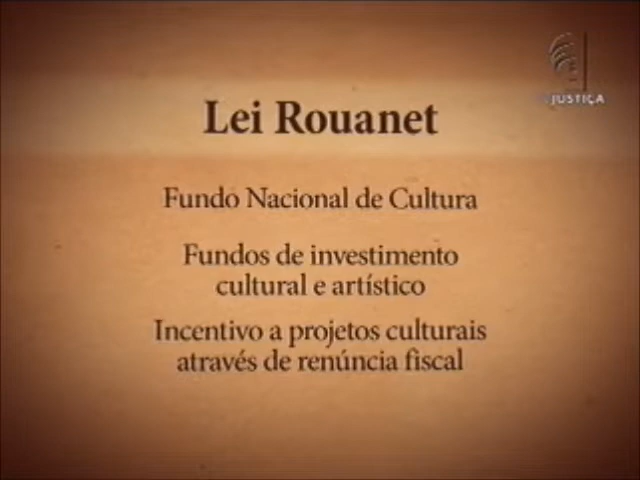 JUSTIÇA
Lei Rouanet
Fundo Nacional de Cultura
Fundos de investimento
cultural e artístico
Incentivo a projetos culturais
através de renúncia fiscal